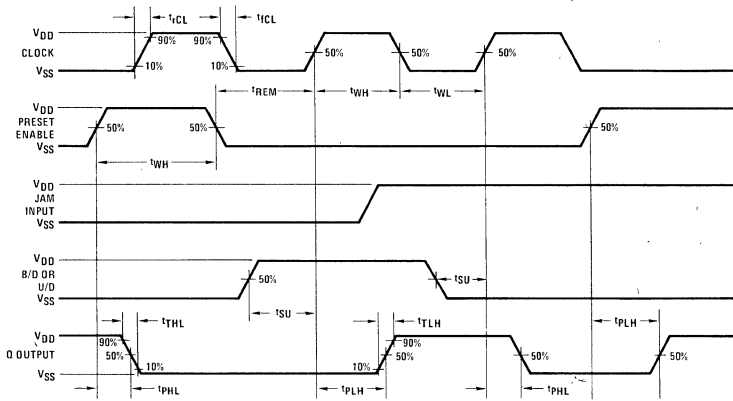 trCL tfCL
VDD
90% 90%
CLOCK 50% 50% 50%
10% 10%
VSS
tREM tWH tWL
VDD
PRESET
ENABLE
50% 50% 50%
VSS
tWH
VDD
JAM
INPUT
VSS
VDD
B/D OR
U/D
50% tSU
VSS
tSU
tTHL tTLH tPLH
VDD
90% 90%
Q OUTPUT 50% 50% 50% 50%
10% 10%
VSS
tPHL tPLH tPHL